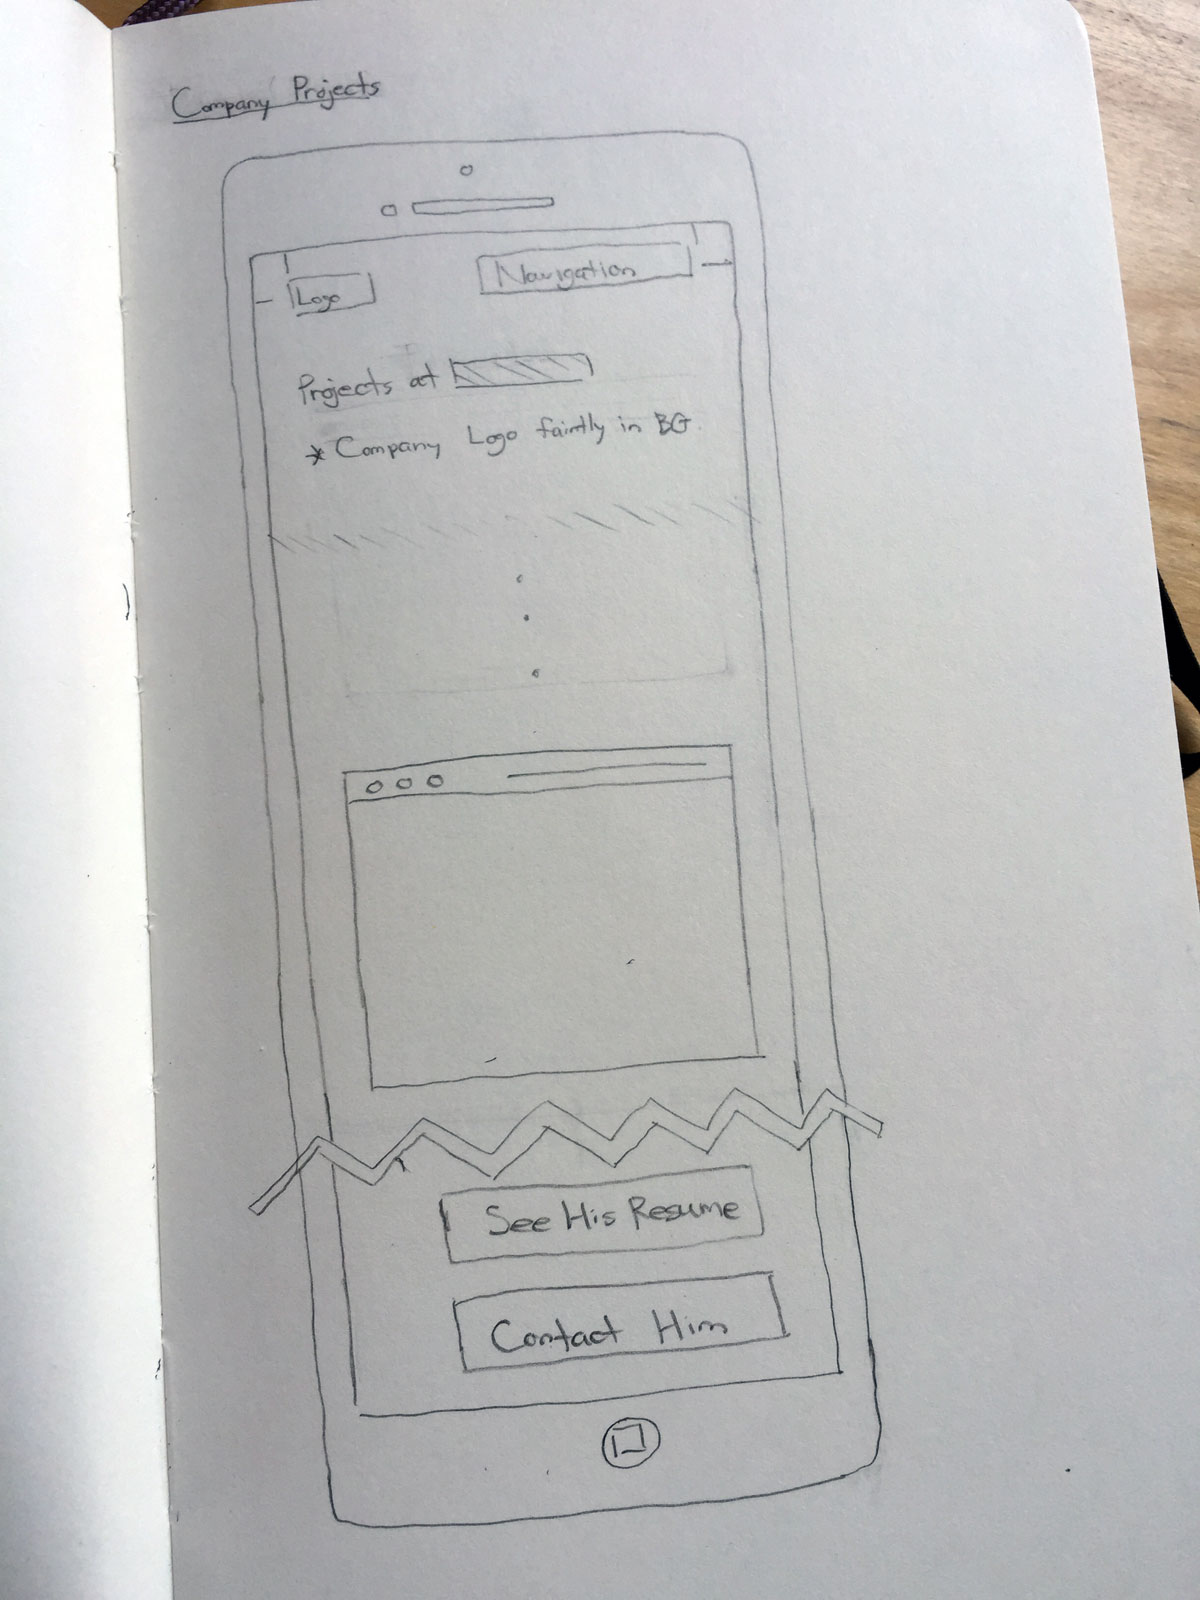 Company Projects
Logo
Navigation
Projects at
* Company Logo faintly in BG.
See His Resume
Contact Him